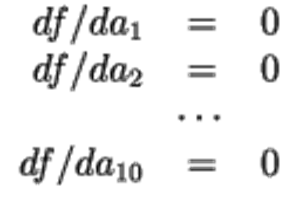 df/da₁ = 0
df/da₂ = 0
⋯
df/da₁₀ = 0